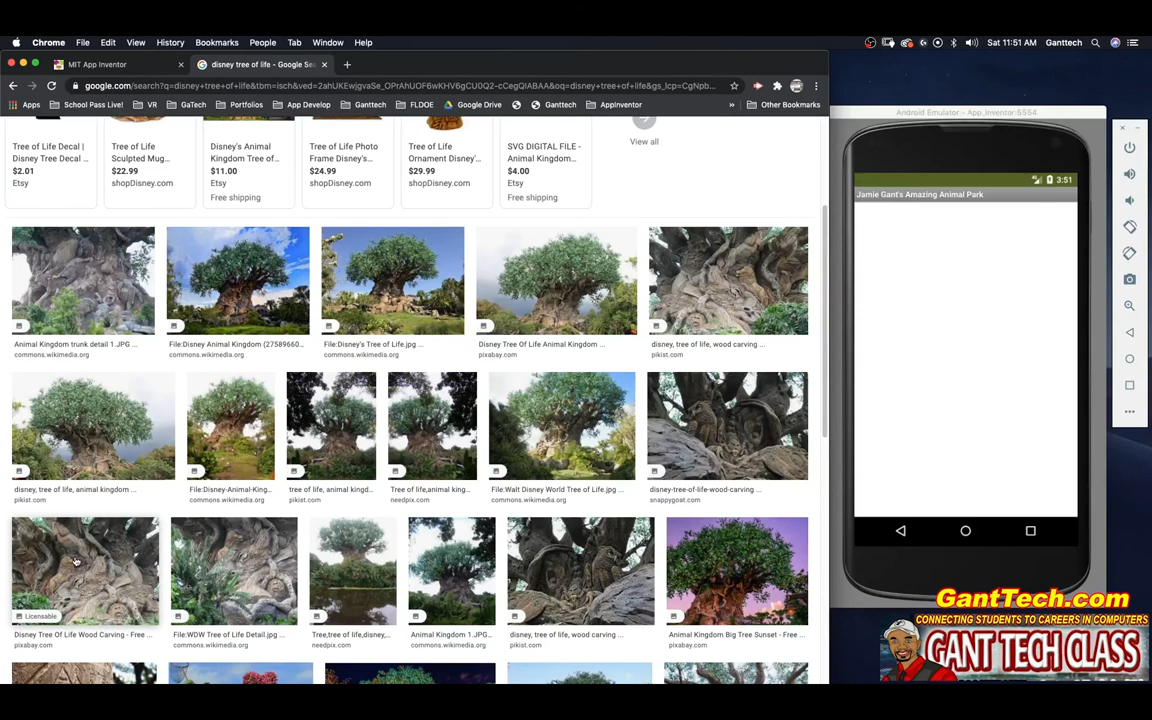 Chrome File Edit View History Bookmarks People Tab Window Help
Sat 11:51 AM Ganttech
MIT App Inventor × disney tree of life - Google Sea × +
google.com/search?q=disney+tree+of+life&tbm=isch&ved=2ahUKEwjgvaSe_OPrAhUOF6wKHV6gCU0Q2-cCegQIABAA&oq=disney+tree+of+life&gs_lcp=CgNpb...
Apps School Pass Live! VR GaTech Portfolios App Develop Ganttech FLDOE Google Drive Ganttech AppInventor » Other Bookmarks
Tree of Life Decal |
Disney Tree Decal ...
$2.01
Etsy
Tree of Life
Sculpted Mug...
$22.99
shopDisney.com
Disney's Animal
Kingdom Tree of...
$11.00
Etsy
Free shipping
Tree of Life Photo
Frame Disney's...
$24.99
shopDisney.com
Tree of Life
Ornament Disney'...
$29.99
shopDisney.com
SVG DIGITAL FILE -
Animal Kingdom...
$4.00
Etsy
Free shipping
View all
Animal Kingdom trunk detail 1.JPG ...
commons.wikimedia.org
File:Disney Animal Kingdom (27589660...
commons.wikimedia.org
File:Disney's Tree of Life.jpg ...
commons.wikimedia.org
Disney Tree Of Life Animal Kingdom ...
pixabay.com
disney, tree of life, wood carving ...
pikist.com
disney, tree of life, animal kingdom ...
pikist.com
File:Disney-Animal-King...
commons.wikimedia.org
tree of life, animal kingd...
pikist.com
Tree of life,animal king...
needpix.com
File:Walt Disney World Tree of Life.jpg ...
commons.wikimedia.org
disney-tree-of-life-wood-carving ...
snappygoat.com
Licensable
Disney Tree Of Life Wood Carving - Free ...
pixabay.com
File:WDW Tree of Life Detail.jpg ...
commons.wikimedia.org
Tree,tree of life,disney,...
needpix.com
Animal Kingdom 1.JPG...
commons.wikimedia.org
disney, tree of life, wood carving ...
pikist.com
Animal Kingdom Big Tree Sunset - Free ...
pixabay.com
Android Emulator - App_Inventor:5554
3:51
Jamie Gant's Amazing Animal Park
GantTech.com
CONNECTING STUDENTS TO CAREERS IN COMPUTERS
GANT TECH CLASS